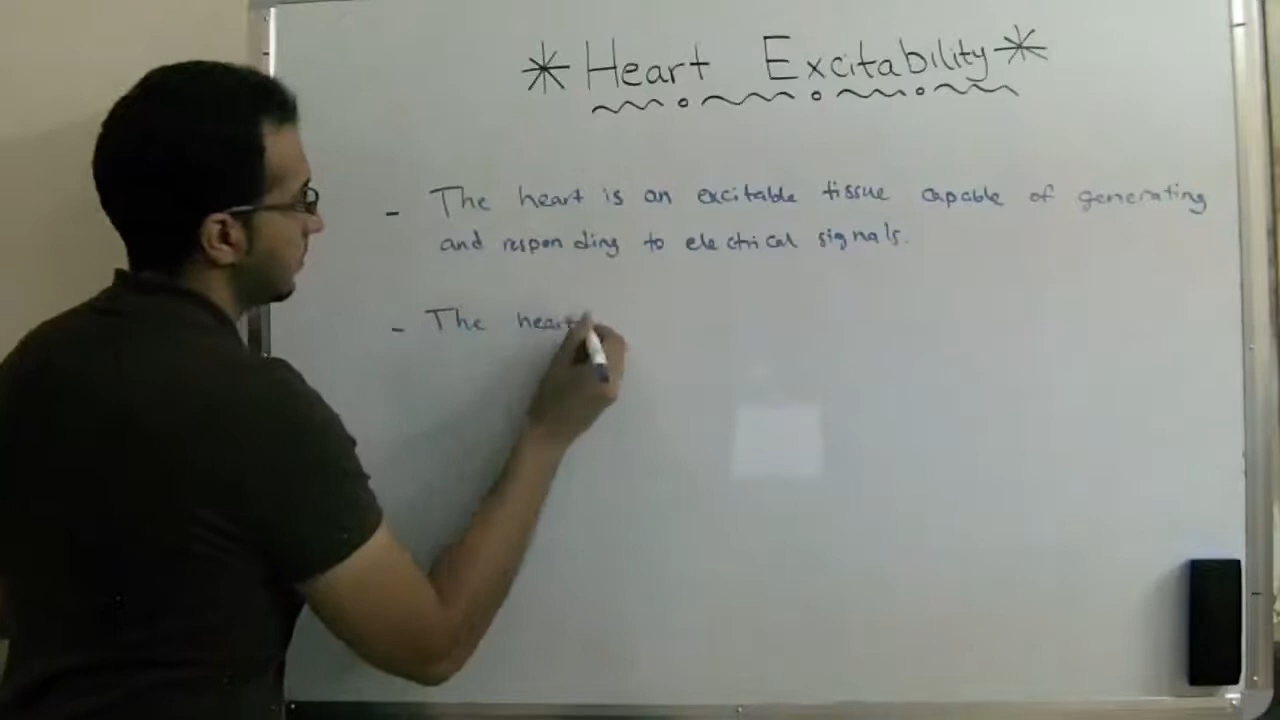 *Heart Excitability*
- The heart is an excitable tissue capable of generating
and responding to electrical signals.
- The heart